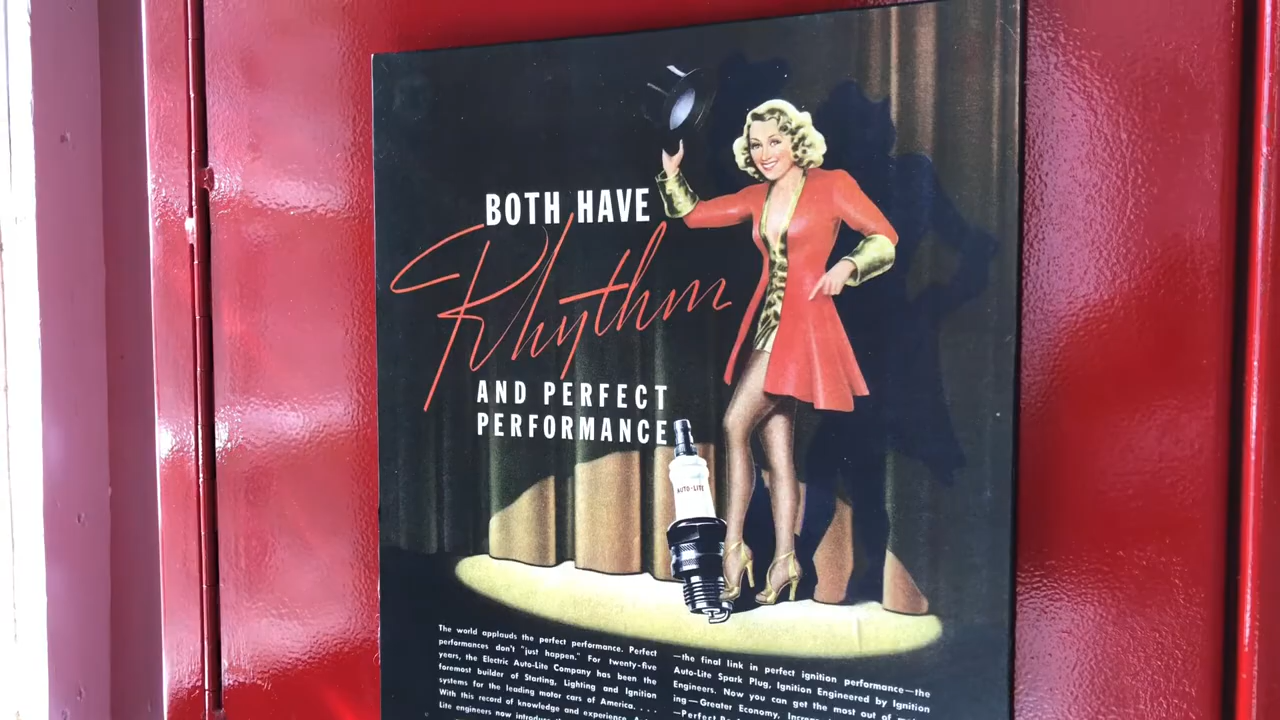 BOTH HAVE
Rhythm
AND PERFECT
PERFORMANCE
AUTO-LITE
The world applauds the perfect performance. Perfect
performances don't "just happen." For twenty-five
years, the Electric Auto-Lite Company has been the
foremost builder of Starting, Lighting and Ignition
systems for the leading motor cars of America. . . .
With this record of knowledge and experience,
Lite engineers now
—the final link in perfect ignition performance—the
Auto-Lite Spark Plug, Ignition Engineered by Ignition
Engineers. Now you can get the most out of
ing—Greater Economy,
—Perfect